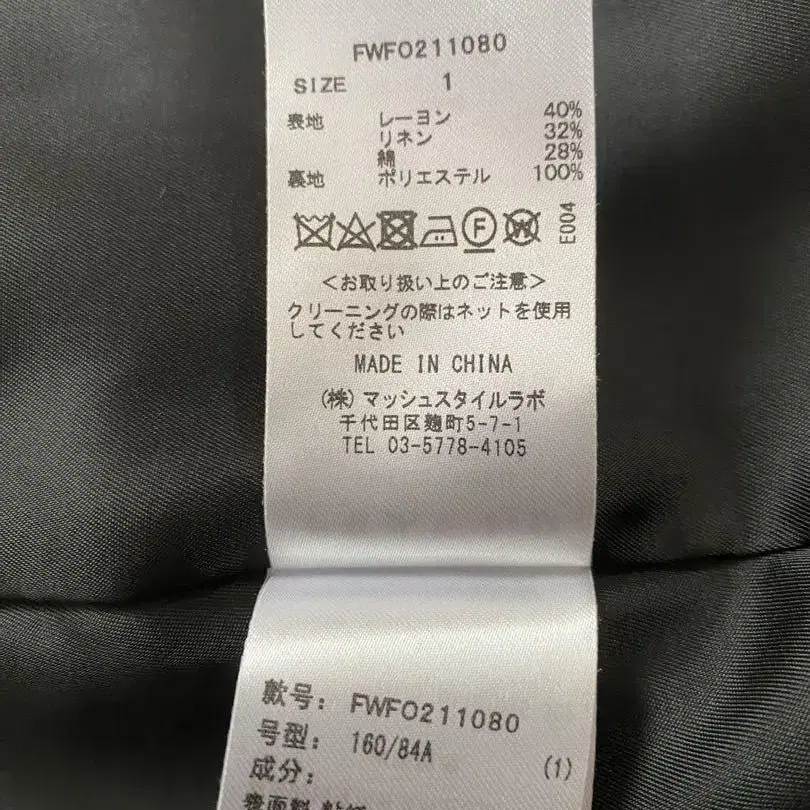 FWFO211080
SIZE 1
表地 レーヨン 40%
リネン 32%
綿 28%
裏地 ポリエステル 100%
F W E004
<お取り扱い上のご注意>
クリーニングの際はネットを使用
してください
MADE IN CHINA
(株)マッシュスタイルラボ
千代田区麹町5-7-1
TEL 03-5778-4105
款号: FWFO211080
号型: 160/84A (1)
成分:
表面料